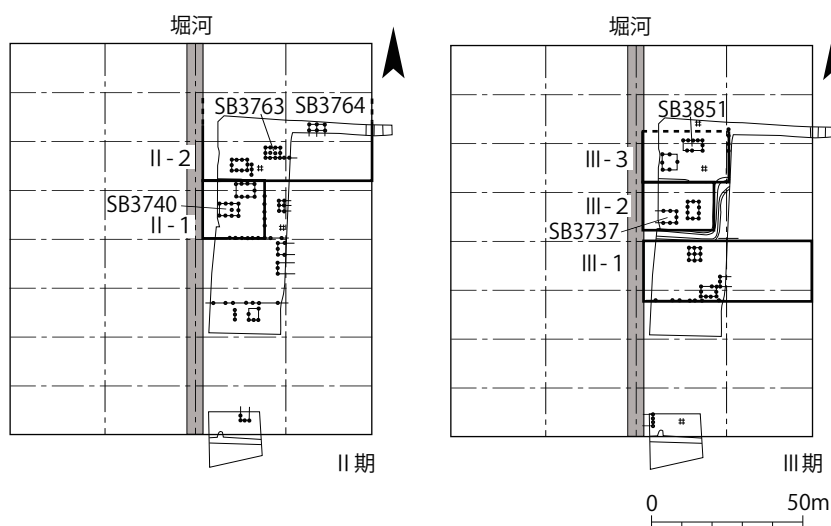 堀河
SB3763 SB3764
II-2
SB3740
II-1
II期
堀河
SB3851
III-3
III-2
SB3737
III-1
III期
0 50m